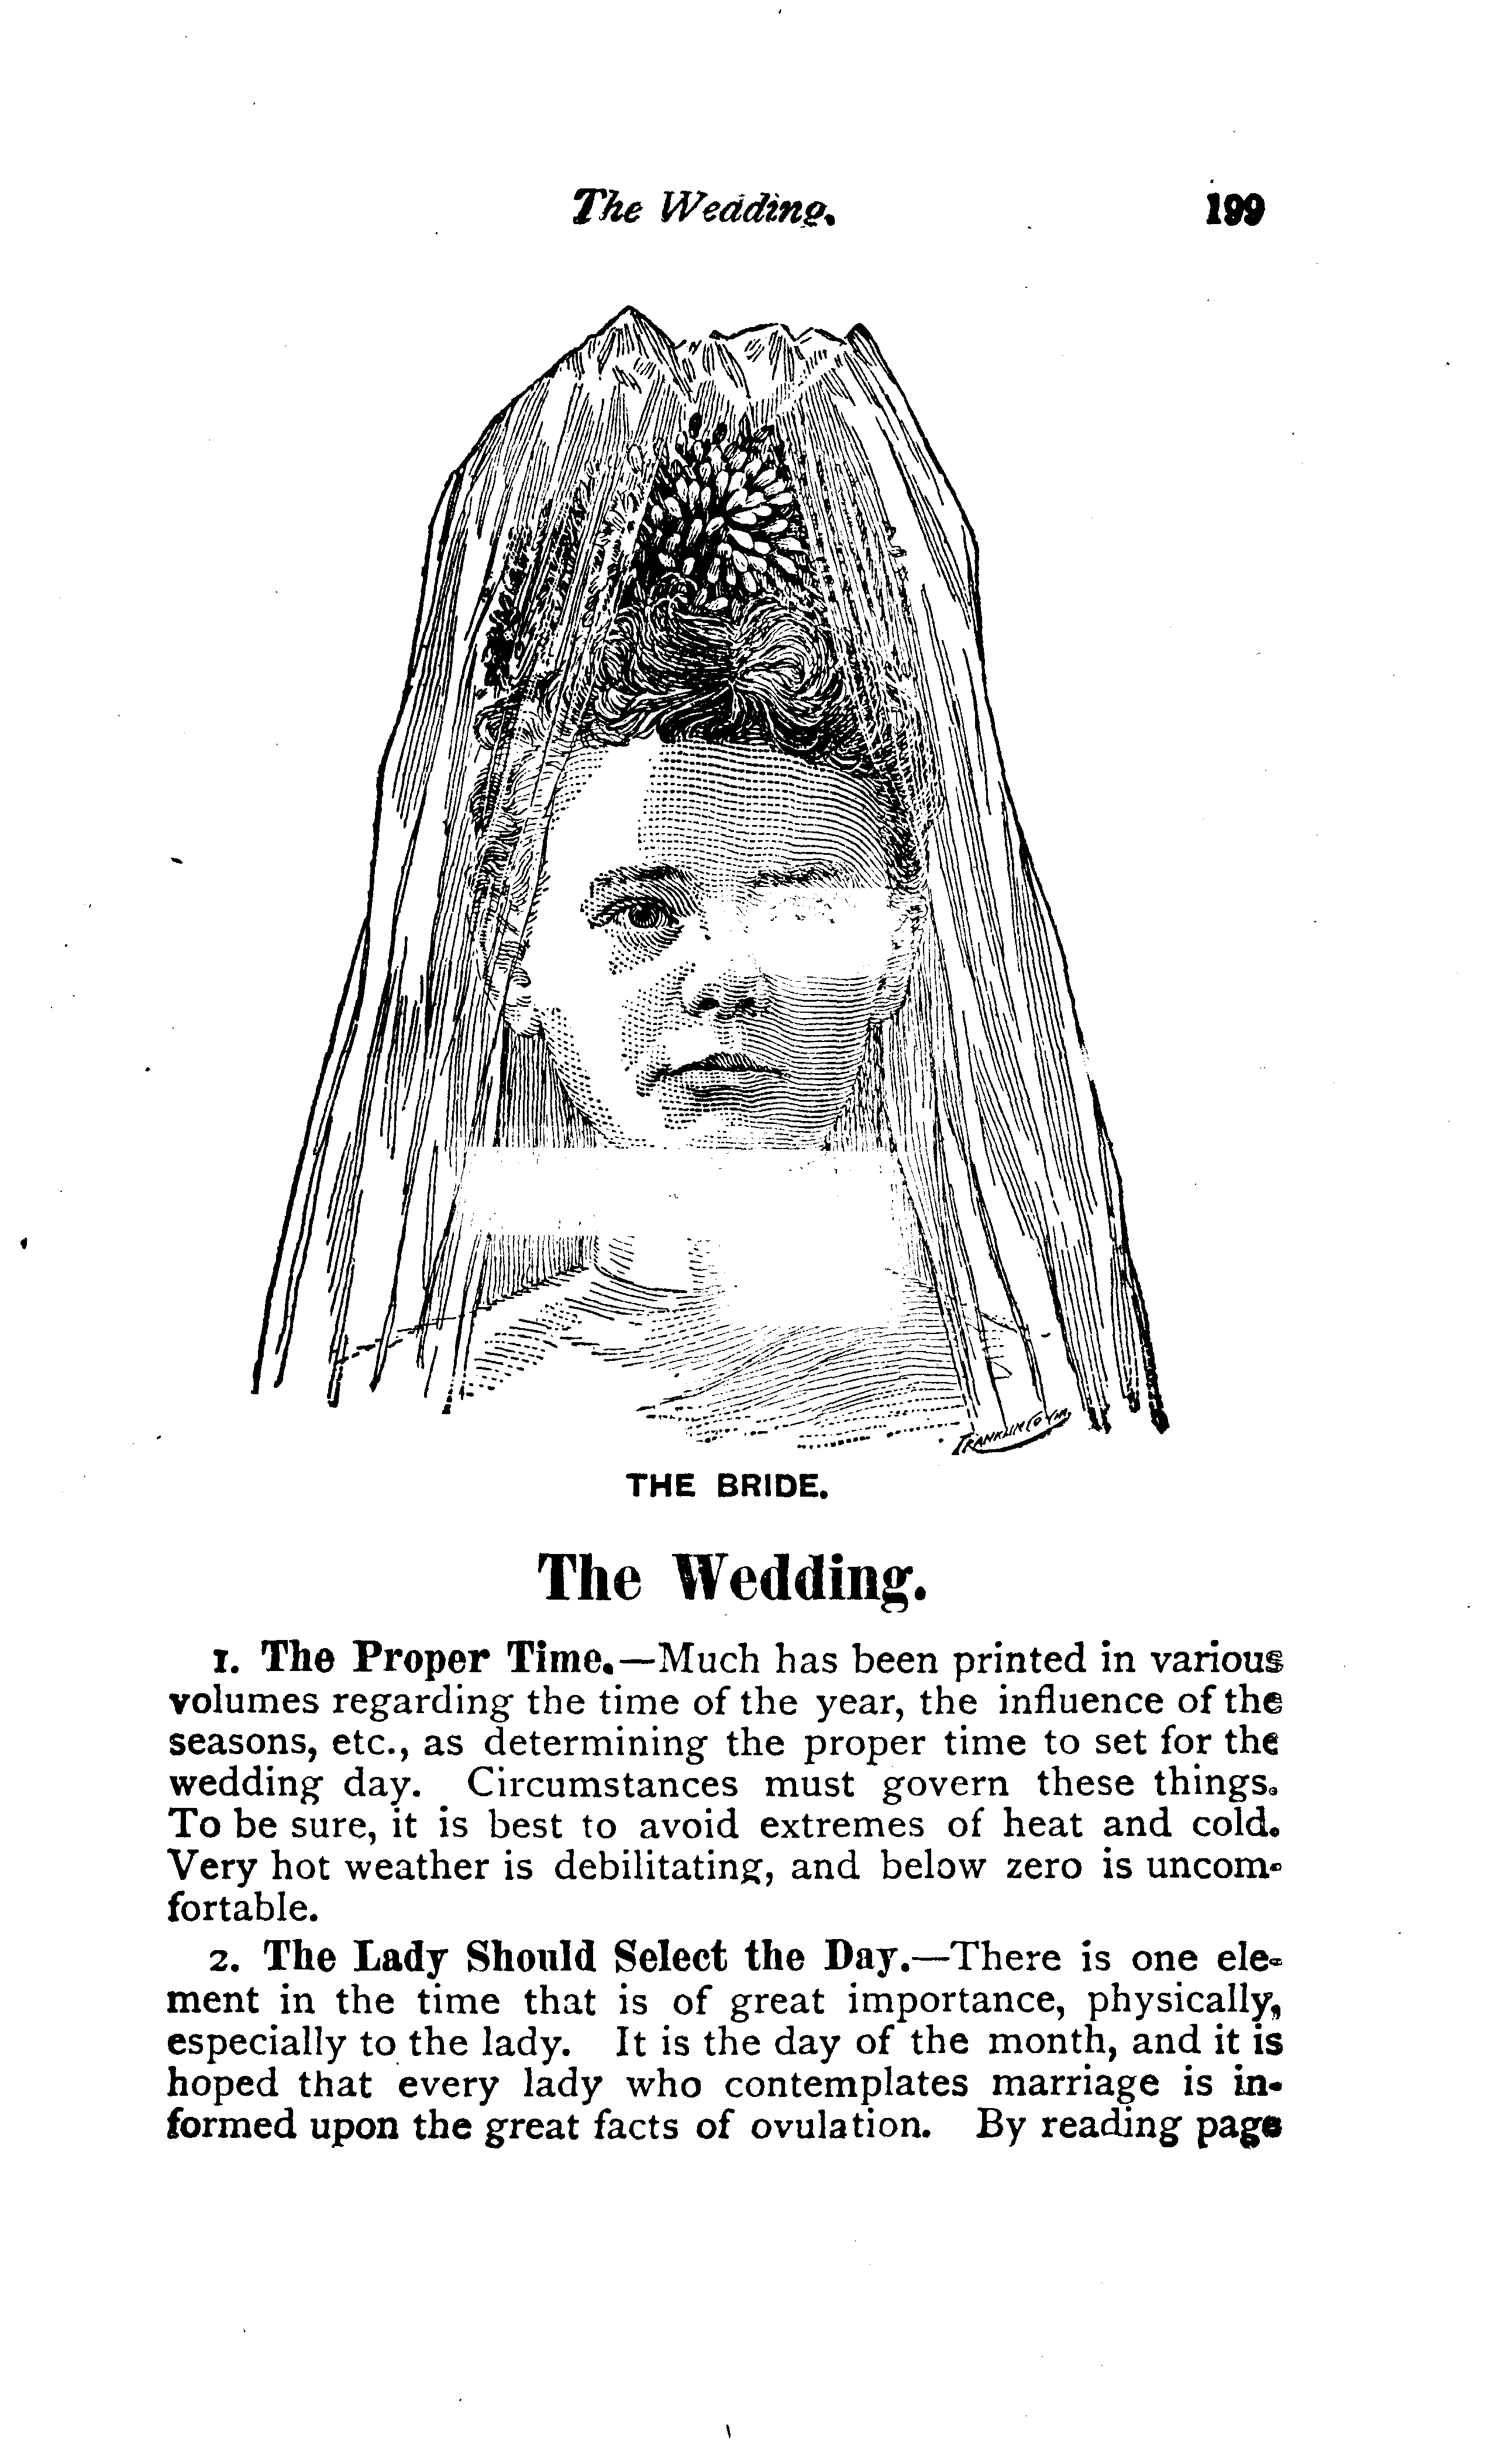 The Wedding.
199
FRANKLIN CO
THE BRIDE.
The Wedding.
1. The Proper Time.—Much has been printed in various
volumes regarding the time of the year, the influence of the
seasons, etc., as determining the proper time to set for the
wedding day. Circumstances must govern these things.
To be sure, it is best to avoid extremes of heat and cold.
Very hot weather is debilitating, and below zero is uncom-
fortable.
2. The Lady Should Select the Day.—There is one ele-
ment in the time that is of great importance, physically,
especially to the lady. It is the day of the month, and it is
hoped that every lady who contemplates marriage is in-
formed upon the great facts of ovulation. By reading page